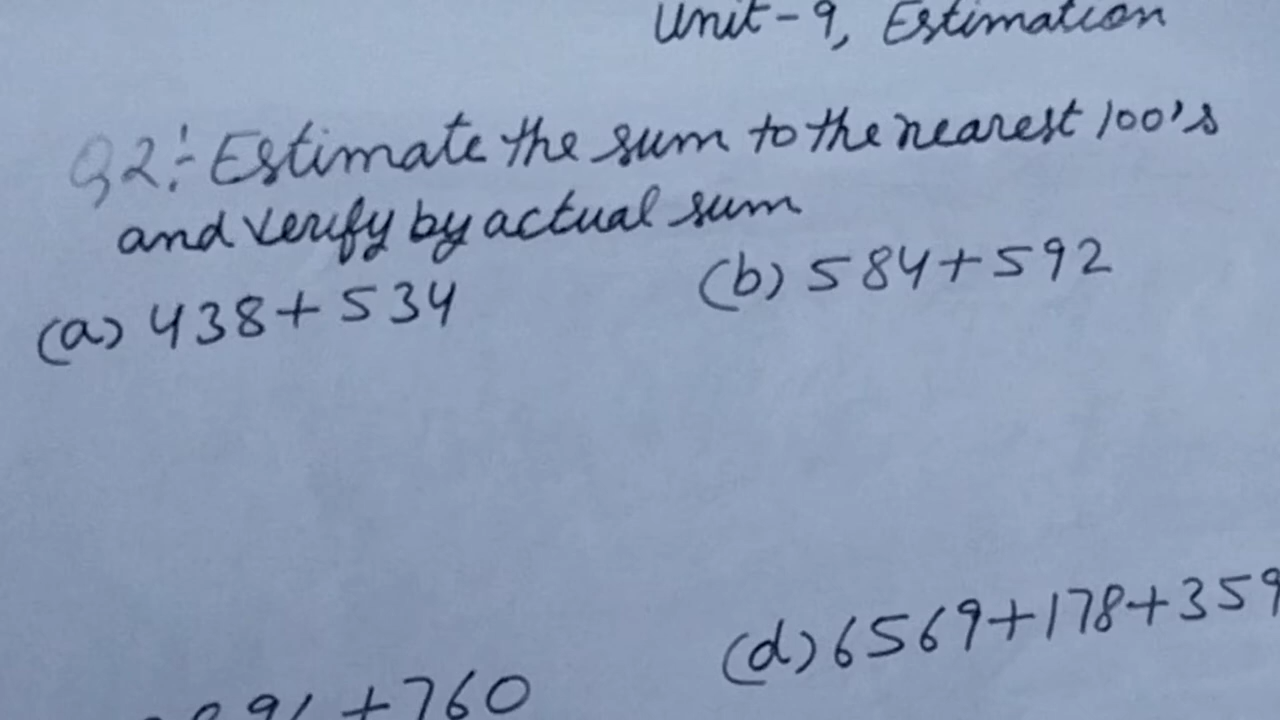 Unit-9, Estimation
Q2:- Estimate the sum to the nearest 100's
and verify by actual sum
(a) 438+534 (b) 584+592
(d) 6569+178+359
+760